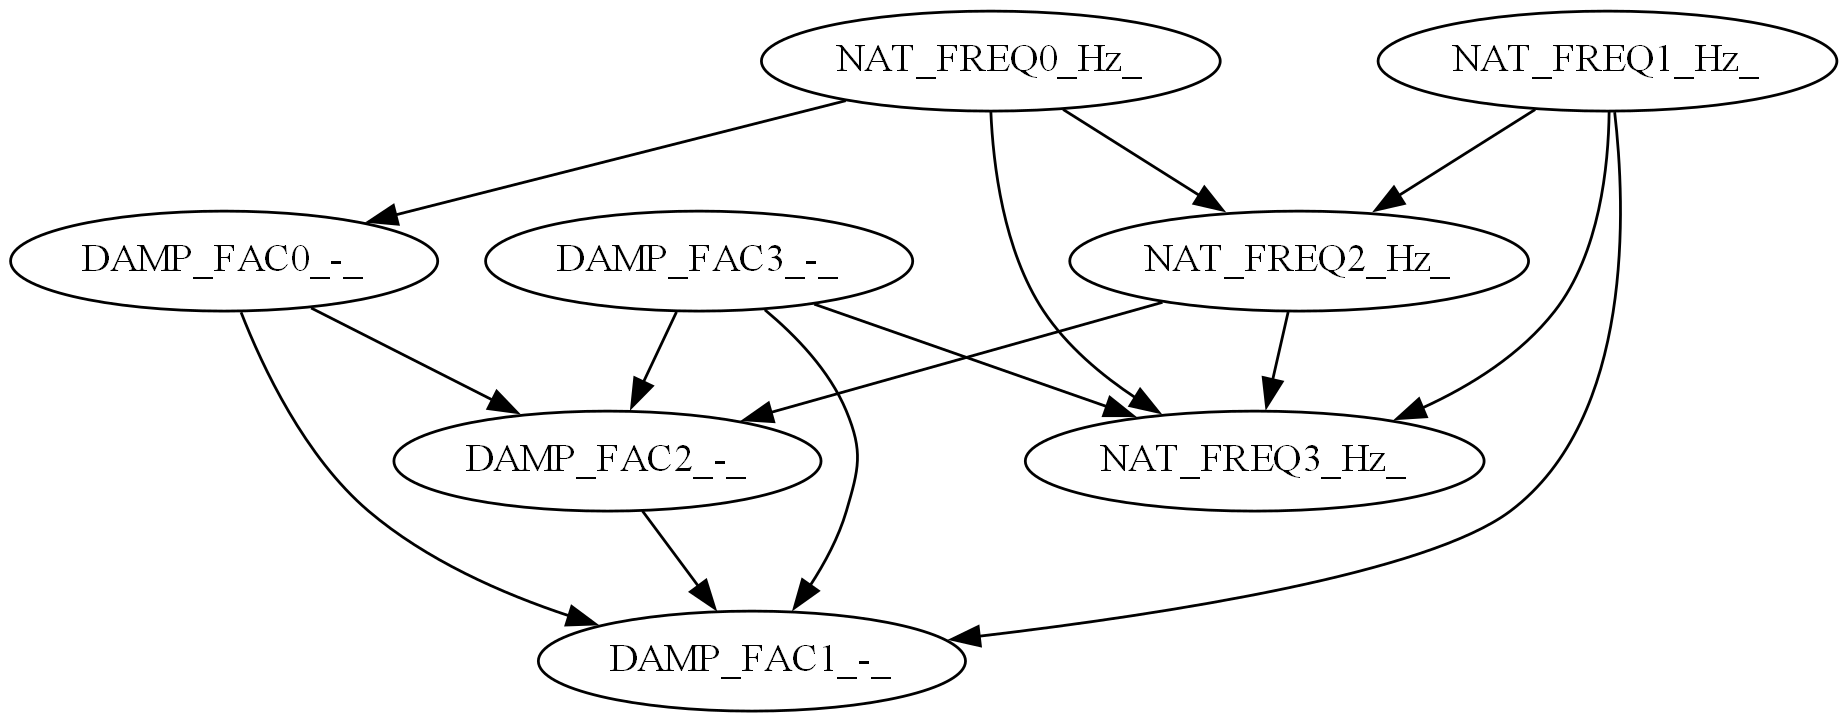 NAT_FREQ0_Hz_
NAT_FREQ1_Hz_
DAMP_FAC0_-_
DAMP_FAC3_-_
NAT_FREQ2_Hz_
DAMP_FAC2_-_
NAT_FREQ3_Hz_
DAMP_FAC1_-_